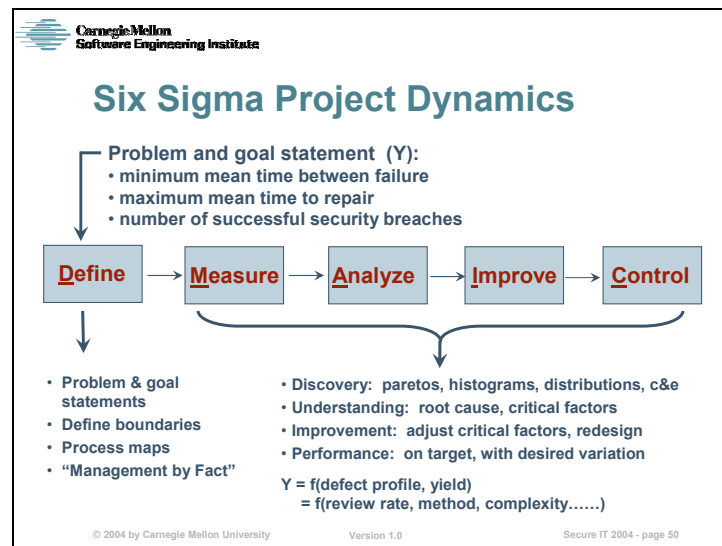 Carnegie Mellon
Software Engineering Institute
Six Sigma Project Dynamics
Problem and goal statement (Y):
• minimum mean time between failure
• maximum mean time to repair
• number of successful security breaches
Define
Measure
Analyze
Improve
Control
• Problem & goal
statements
• Define boundaries
• Process maps
• “Management by Fact”
• Discovery: paretos, histograms, distributions, c&e
• Understanding: root cause, critical factors
• Improvement: adjust critical factors, redesign
• Performance: on target, with desired variation
Y = f(defect profile, yield)
= f(review rate, method, complexity……)
© 2004 by Carnegie Mellon University
Version 1.0
Secure IT 2004 - page 50